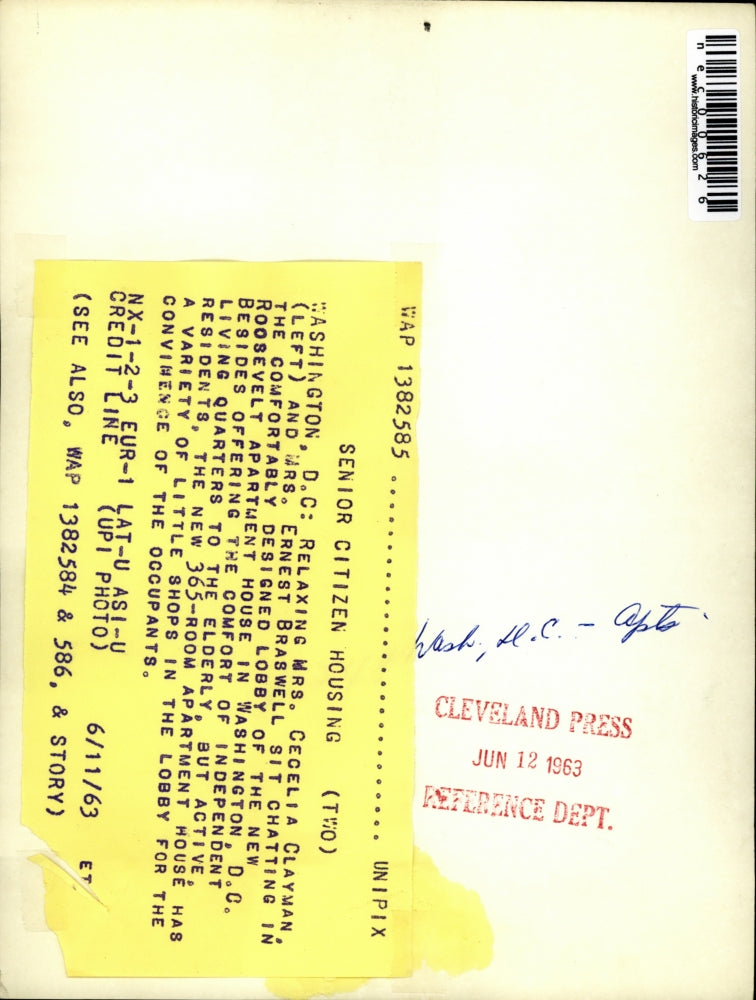 WAP 1382585 .................................. UNIPIX
SENIOR CITIZEN HOUSING (TWO)
WASHINGTON, D.C: RELAXING MRS. CECELIA CLAYMAN,
(LEFT) AND MRS. ERNEST BRASWELL SIT CHATTING IN
THE COMFORTABLY DESIGNED LOBBY OF THE NEW
ROOSEVELT APARTMENT HOUSE IN WASHINGTON, D.C.
BESIDES OFFERING THE COMFORT OF INDEPENDENT
LIVING QUARTERS TO THE ELDERLY, BUT ACTIVE,
RESIDENTS, THE NEW 365-ROOM APARTMENT HOUSE HAS
A VARIETY OF LITTLE SHOPS IN THE LOBBY FOR THE
CONVINENCE OF THE OCCUPANTS.
NX-1-2-3 EUR-1 LAT-U ASI-U
CREDIT LINE (UPI PHOTO) 6/11/63 ET
(SEE ALSO, WAP 1382584 & 586, & STORY)
Wash, D.C. - Apts
CLEVELAND PRESS
JUN 12 1963
REFERENCE DEPT.
nec00626
www.historicimages.com